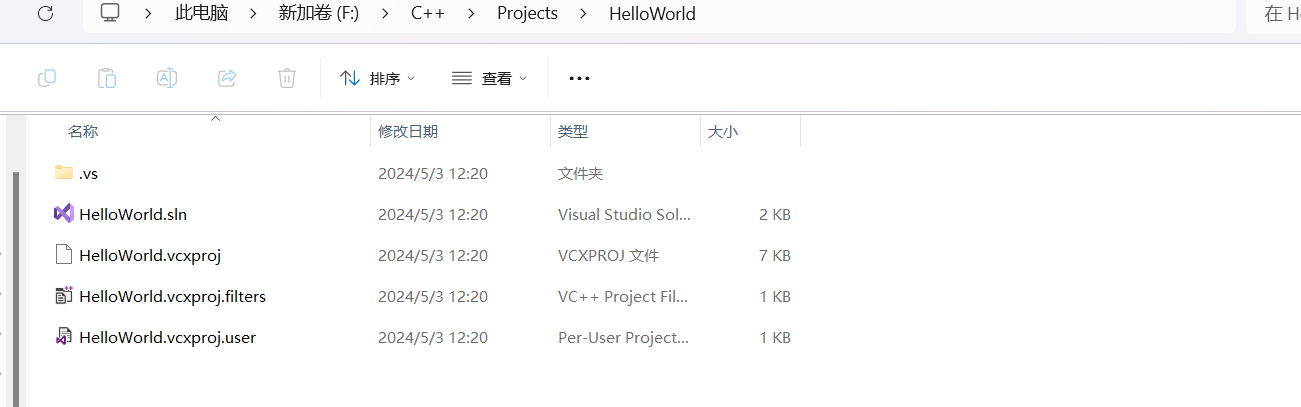 此电脑 新加卷 (F:) C++ Projects HelloWorld 在 H
排序 查看
名称 修改日期 类型 大小
.vs 2024/5/3 12:20 文件夹
HelloWorld.sln 2024/5/3 12:20 Visual Studio Sol... 2 KB
HelloWorld.vcxproj 2024/5/3 12:20 VCXPROJ 文件 7 KB
HelloWorld.vcxproj.filters 2024/5/3 12:20 VC++ Project Fil... 1 KB
HelloWorld.vcxproj.user 2024/5/3 12:20 Per-User Project... 1 KB